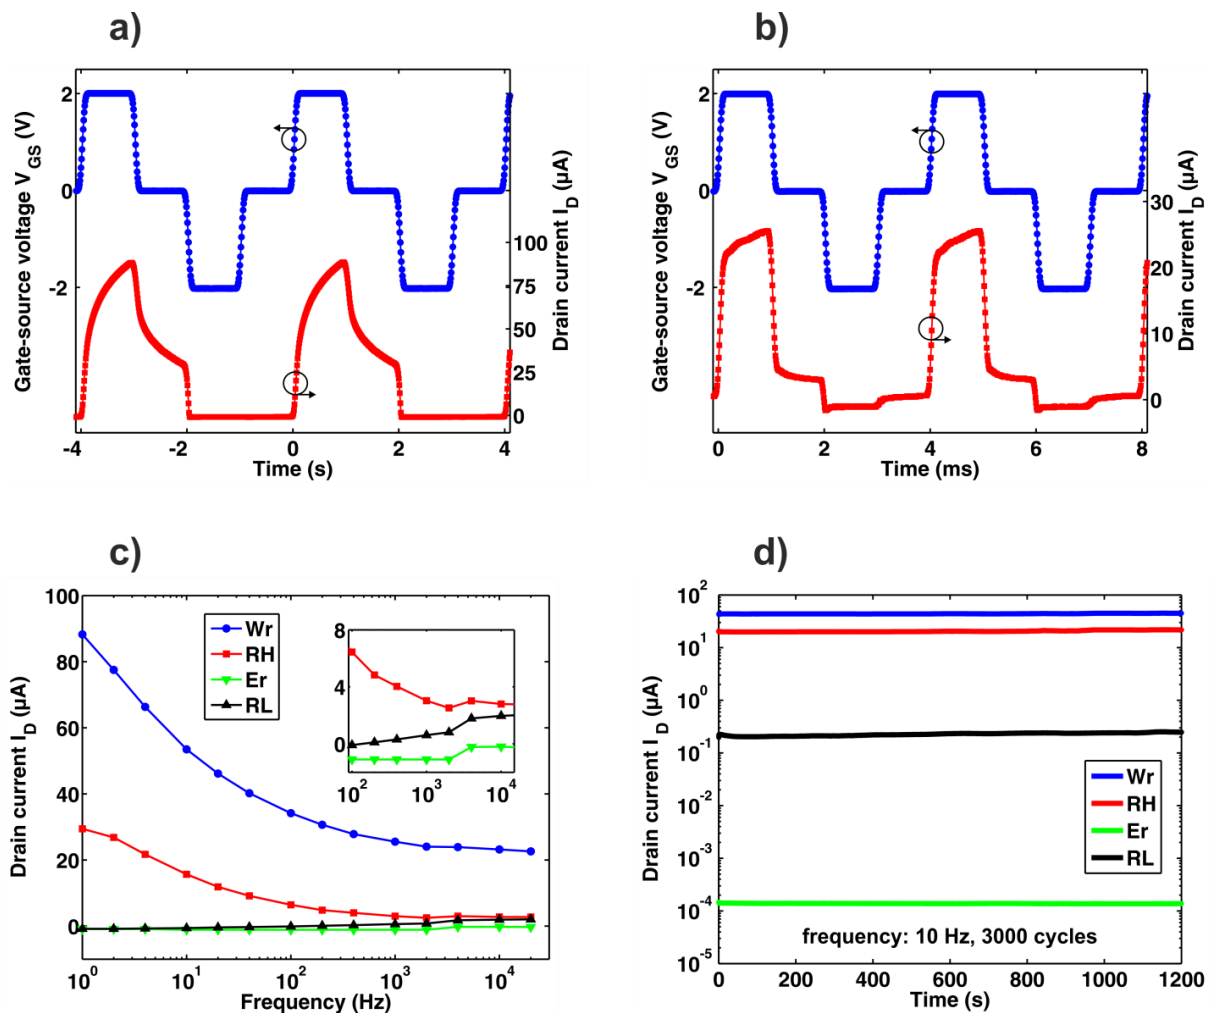 a)
2
0
-2
Gate-source voltage V_GS (V)
100
75
50
25
0
Drain current I_D (µA)
-4
-2
0
2
4
Time (s)
b)
2
0
-2
Gate-source voltage V_GS (V)
30
20
10
0
Drain current I_D (µA)
0
2
4
6
8
Time (ms)
c)
100
80
60
40
20
0
Drain current I_D (µA)
Wr
RH
Er
RL
8
4
0
10^2
10^3
10^4
10^0
10^1
10^2
10^3
10^4
Frequency (Hz)
d)
10^2
10^1
10^0
10^-1
10^-2
10^-3
10^-4
10^-5
Drain current I_D (µA)
Wr
RH
Er
RL
frequency: 10 Hz, 3000 cycles
0
200
400
600
800
1000
1200
Time (s)